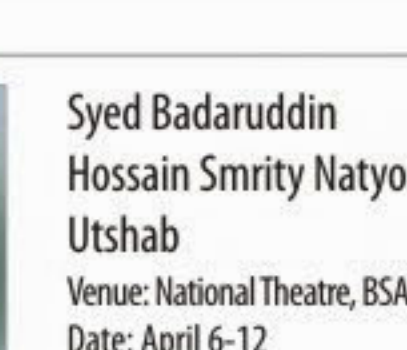 Syed Badaruddin
Hossain Smrity Natyo
Utshab
Venue: National Theatre, BSA
Date: April 6-12